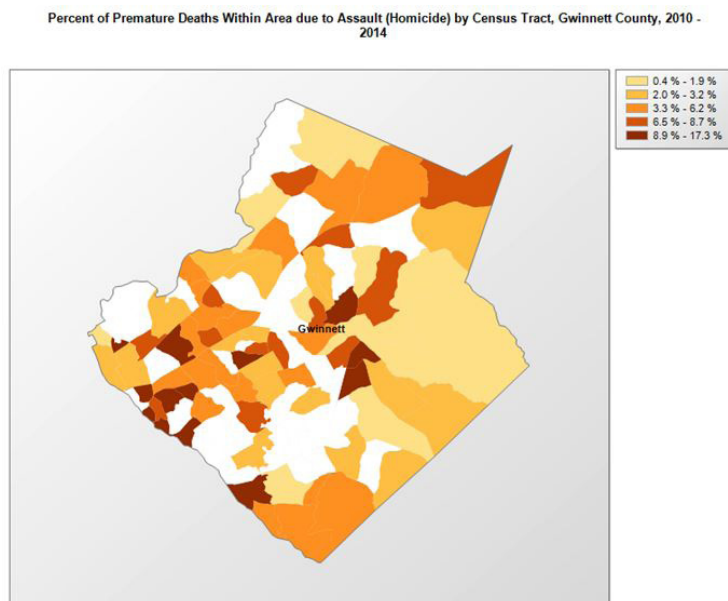 Percent of Premature Deaths Within Area due to Assault (Homicide) by Census Tract, Gwinnett County, 2010 -
2014
0.4 % - 1.9 %
2.0 % - 3.2 %
3.3 % - 6.2 %
6.5 % - 8.7 %
8.9 % - 17.3 %
Gwinnett